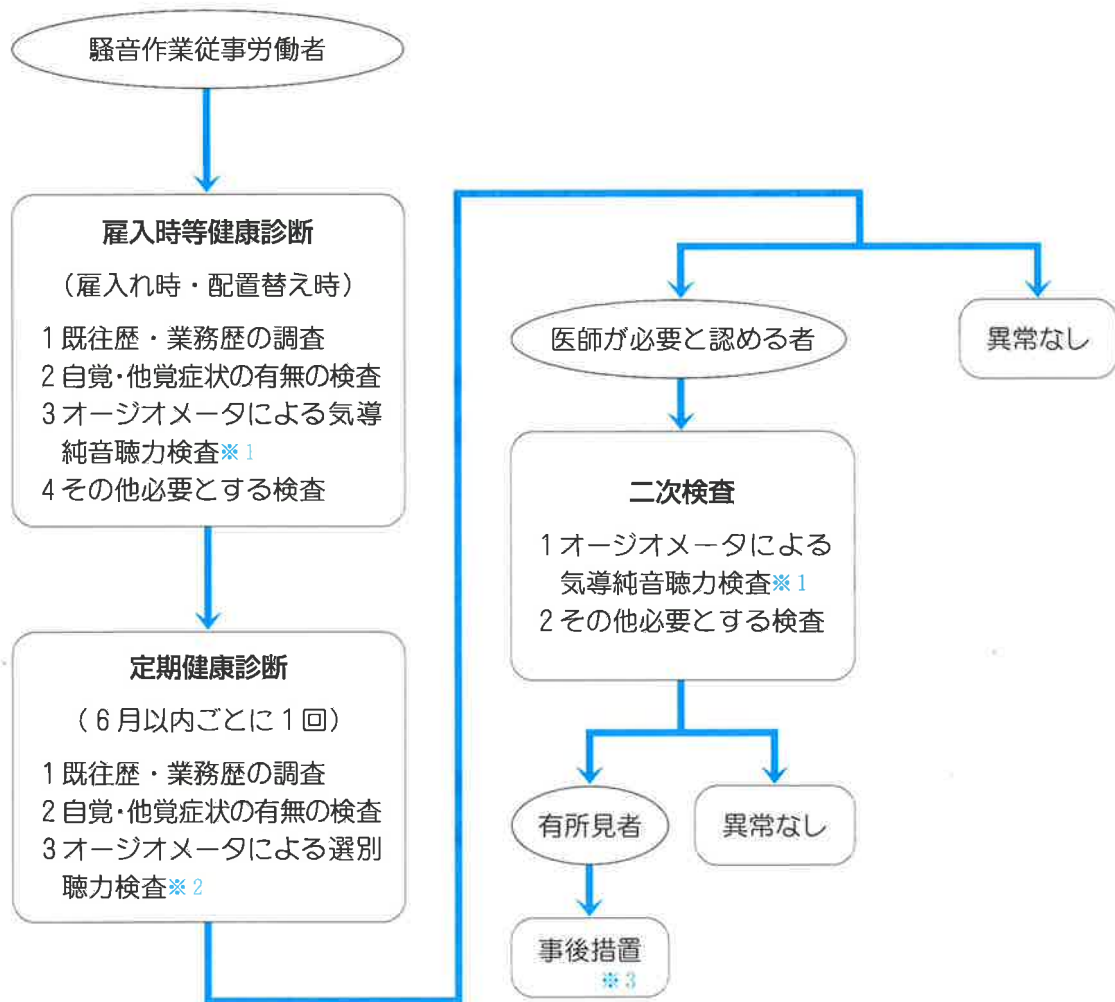 騒音作業従事労働者
雇入時等健康診断
（雇入れ時・配置替え時）
1 既往歴・業務歴の調査
2 自覚・他覚症状の有無の検査
3 オージオメータによる気導
純音聴力検査※1
4 その他必要とする検査
定期健康診断
（6月以内ごとに1回）
1 既往歴・業務歴の調査
2 自覚・他覚症状の有無の検査
3 オージオメータによる選別
聴力検査※2
医師が必要と認める者
異常なし
二次検査
1 オージオメータによる
気導純音聴力検査※1
2 その他必要とする検査
有所見者
異常なし
事後措置
※3